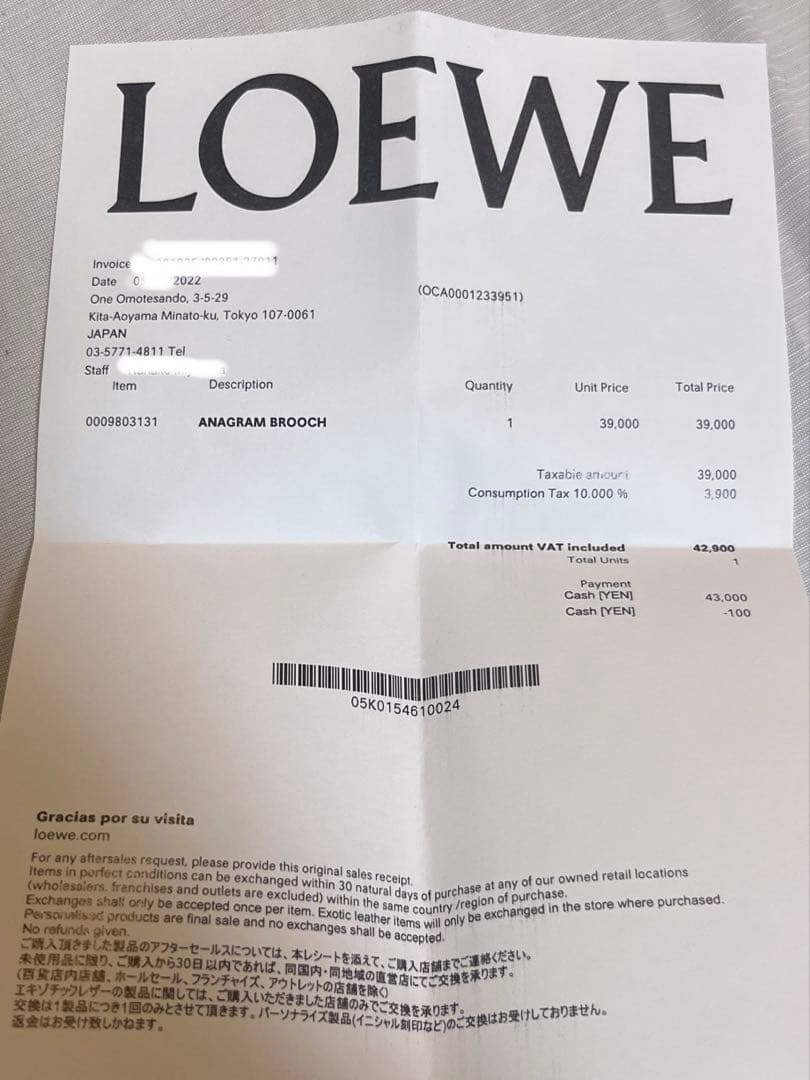 LOEWE
Invoice
Date 0 2022
One Omotesando, 3-5-29
Kita-Aoyama Minato-ku, Tokyo 107-0061
JAPAN
03-5771-4811 Tel
Staff
(OCA0001233951)
Item Description Quantity Unit Price Total Price
0009803131 ANAGRAM BROOCH 1 39,000 39,000
Taxable amount 39,000
Consumption Tax 10.000 % 3,900
Total amount VAT included 42,900
Total Units 1
Payment
Cash [YEN] 43,000
Cash [YEN] -100
05K0154610024
Gracias por su visita
loewe.com
For any aftersales request, please provide this original sales receipt.
Items in perfect conditions can be exchanged within 30 natural days of purchase at any of our owned retail locations
(wholesalers, franchises and outlets are excluded) within the same country /region of purchase.
Exchanges shall only be accepted once per item. Exotic leather items will only be exchanged in the store where purchased.
Personalised products are final sale and no exchanges shall be accepted.
No refunds given.
ご購入頂きました製品のアフターセールスについては、本レシートを添えて、ご購入店舗までご連絡ください。
未使用品に限り、ご購入から30日以内であれば、同国内・同地域の直営店にてご交換を承ります。
(百貨店内店舗、ホールセール、フランチャイズ、アウトレットの店舗を除く)
エキゾチックレザーの製品に関しては、ご購入いただきました店舗のみでご交換を承ります。
交換は1製品につき1回のみとさせて頂きます。パーソナライズ製品(イニシャル刻印など)のご交換はお受けしておりません。
返金はお受け致しかねます。